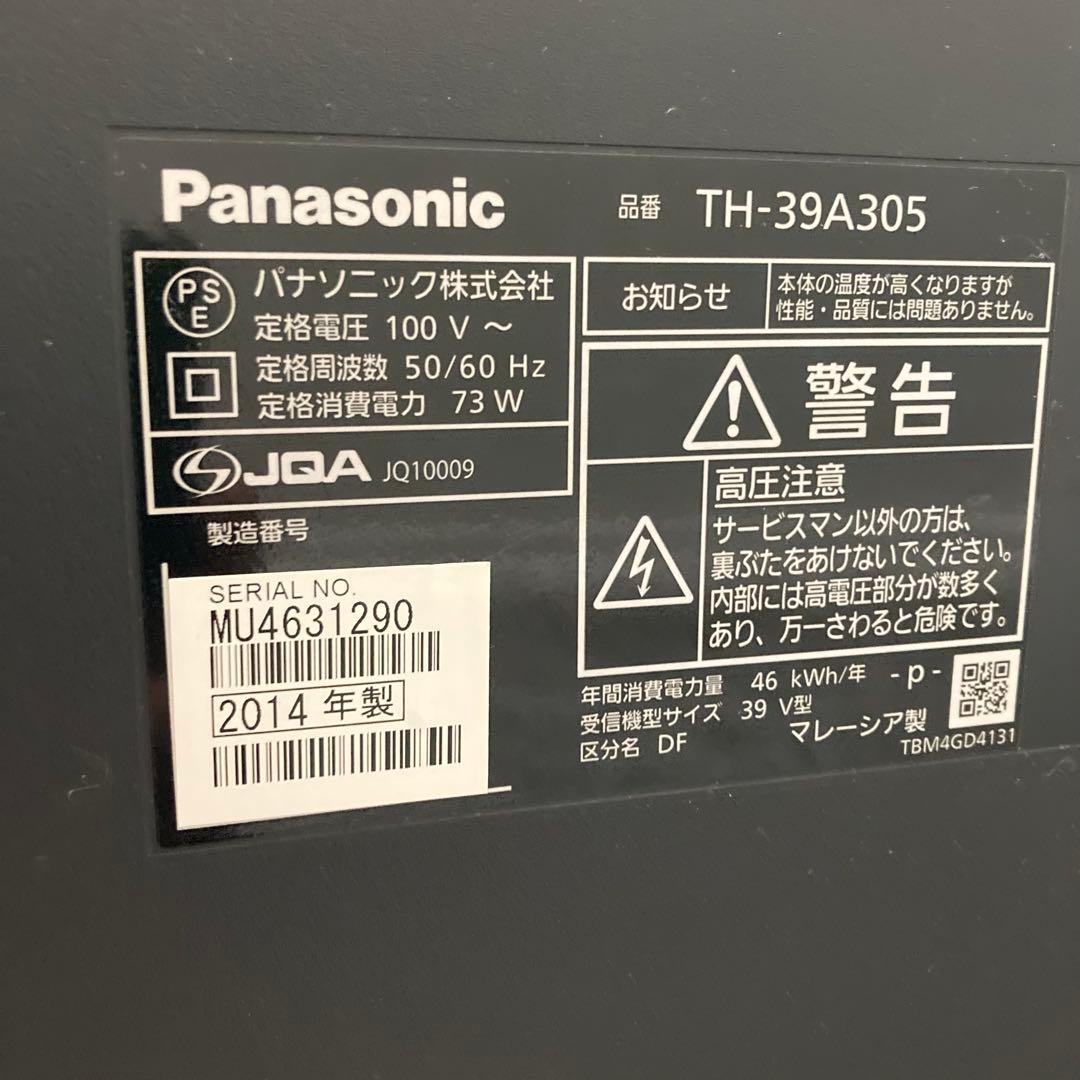 Panasonic
品番 TH-39A305
PS
E
パナソニック株式会社
定格電圧 100 V ～
定格周波数 50/60 Hz
定格消費電力 73 W
JQA JQ10009
製造番号
SERIAL NO.
MU4631290
2014 年製
お知らせ
本体の温度が高くなりますが
性能・品質には問題ありません。
警告
高圧注意
サービスマン以外の方は、
裏ぶたをあけないでください。
内部には高電圧部分が数多く
あり、万一さわると危険です。
年間消費電力量 46 kWh/年 - p -
受信機型サイズ 39 V型
区分名 DF
マレーシア製
TBM4GD4131